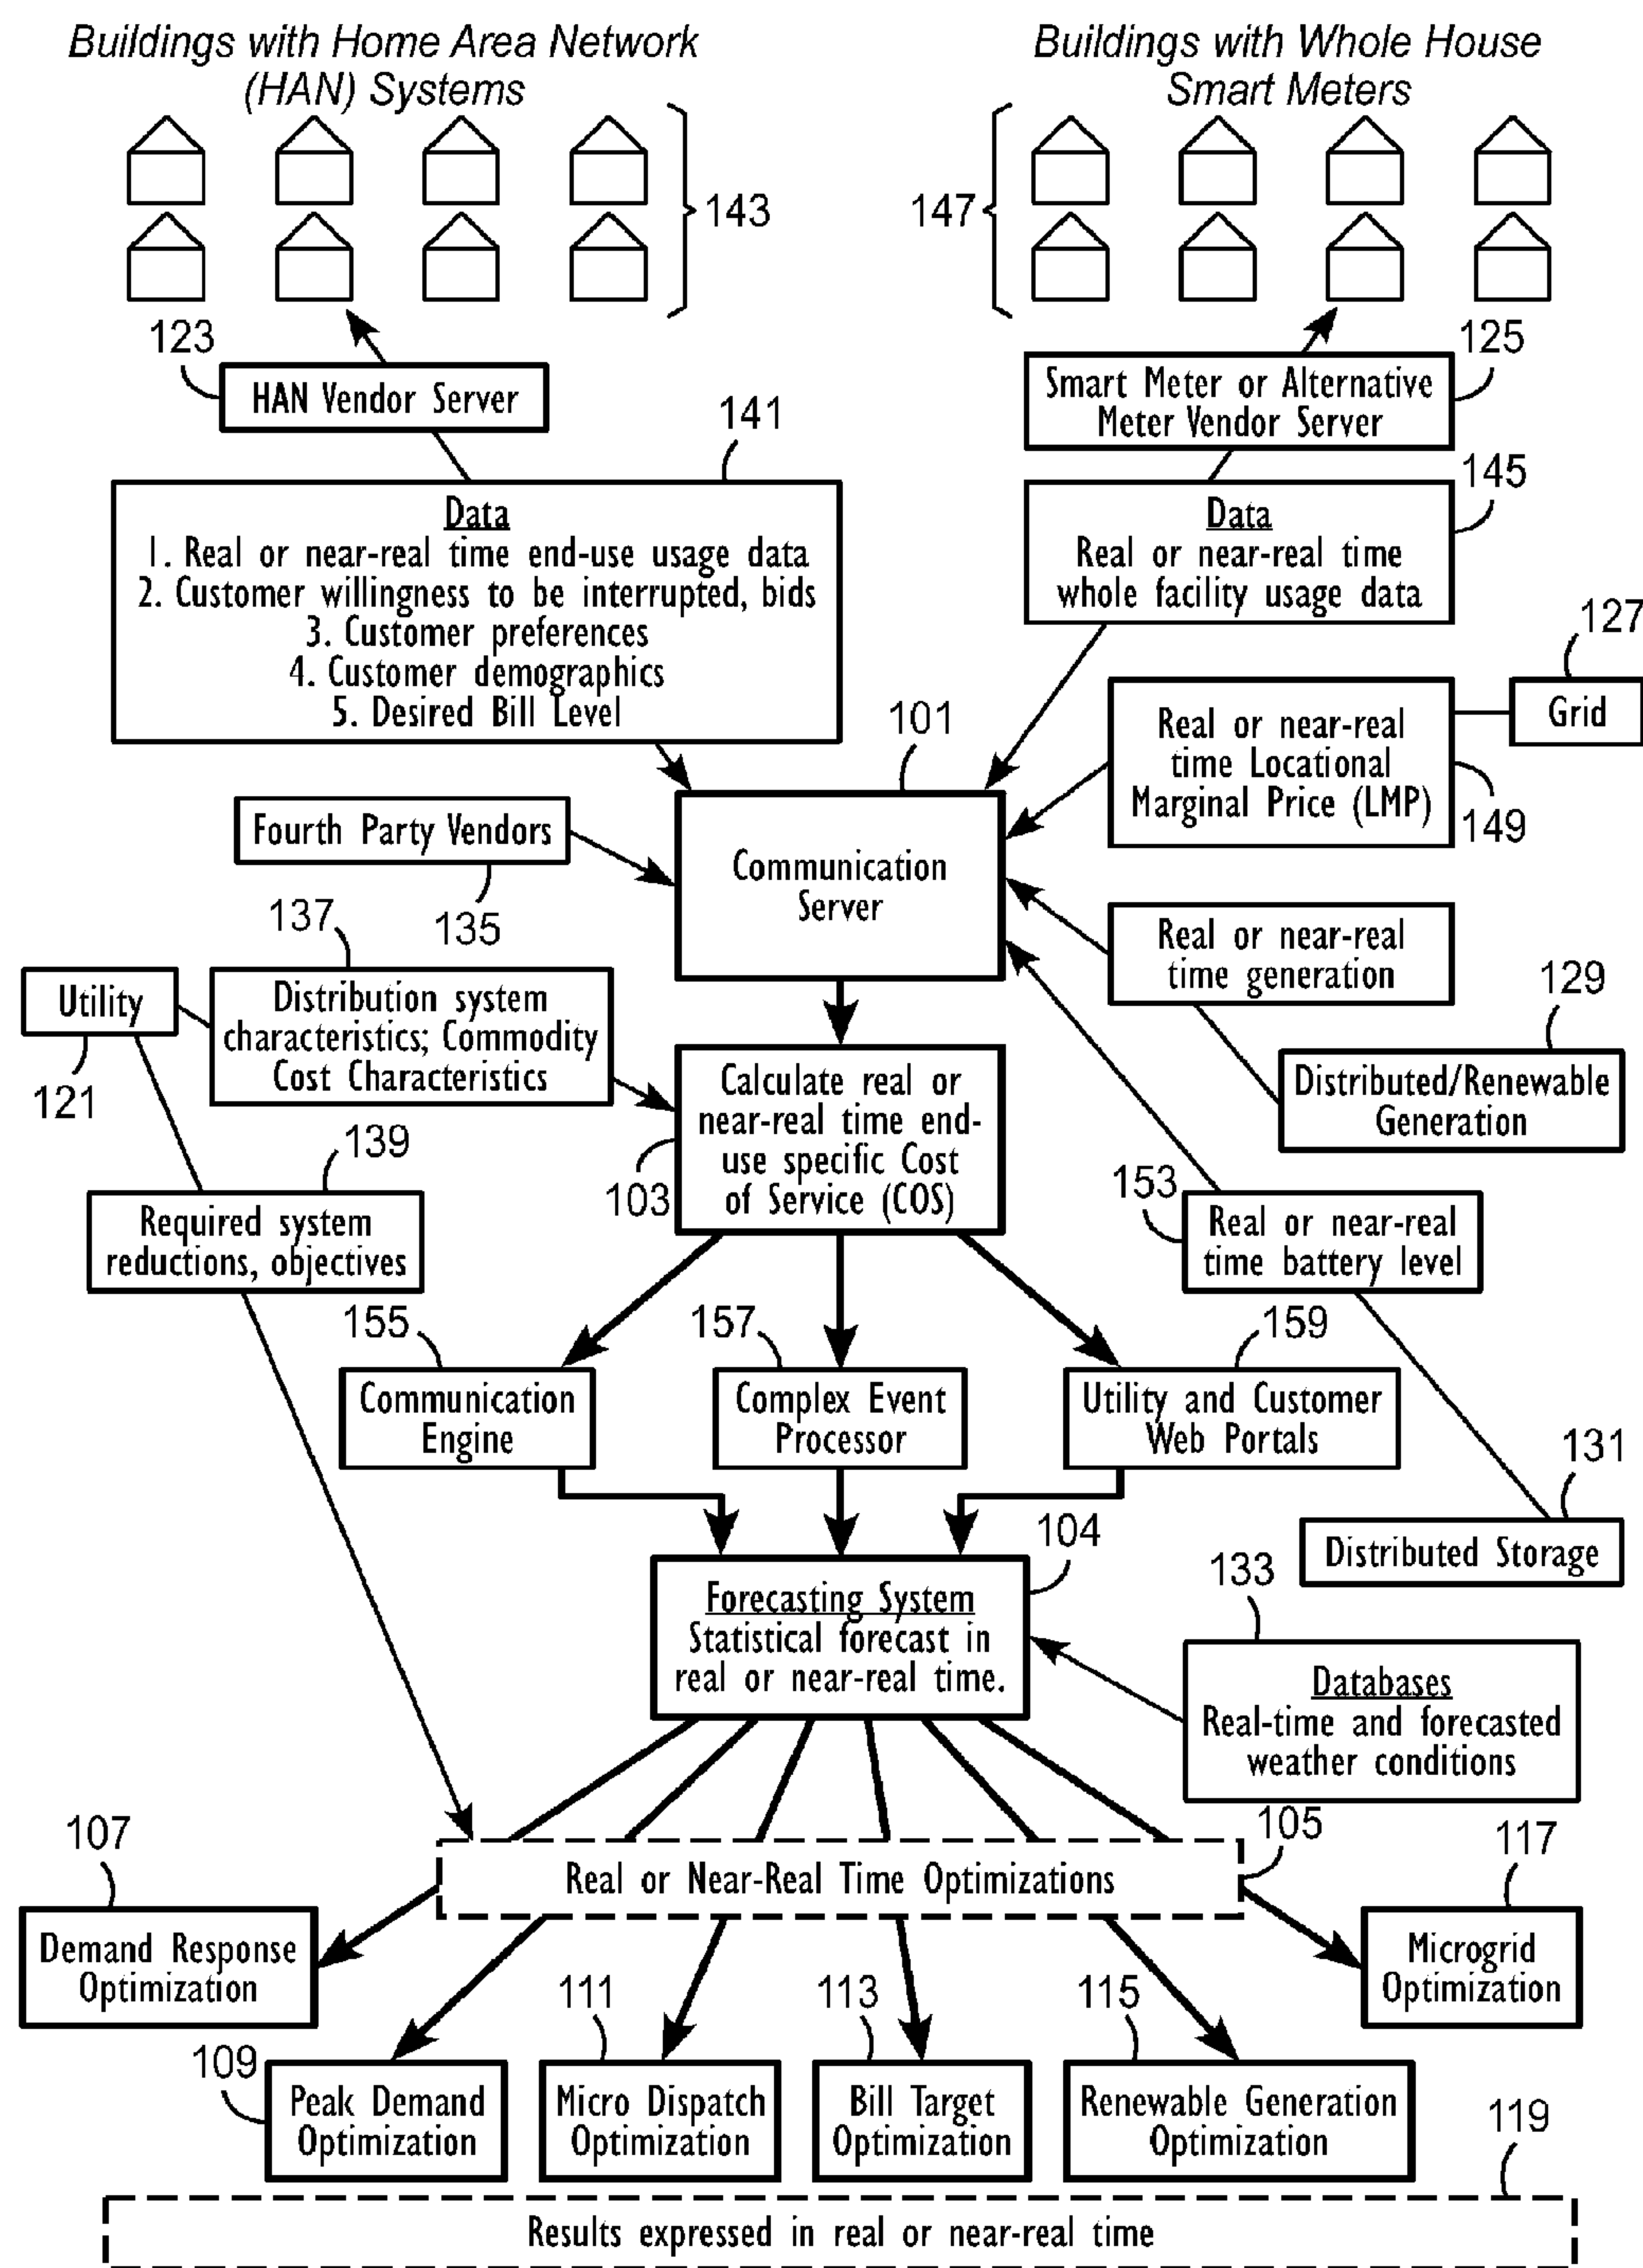 Buildings with Home Area Network
(HAN) Systems
Buildings with Whole House
Smart Meters
143
147
123
125
HAN Vendor Server
Smart Meter or Alternative
Meter Vendor Server
141
145
Data
1. Real or near-real time end-use usage data
2. Customer willingness to be interrupted, bids
3. Customer preferences
4. Customer demographics
5. Desired Bill Level
Data
Real or near-real time
whole facility usage data
127
Grid
101
Real or near-real
time Locational
Marginal Price (LMP)
149
Fourth Party Vendors
135
Communication
Server
137
Real or near-real
time generation
Utility
121
Distribution system
characteristics; Commodity
Cost Characteristics
129
Distributed/Renewable
Generation
Calculate real or
near-real time end-
use specific Cost
of Service (COS)
103
139
Required system
reductions, objectives
153
Real or near-real
time battery level
155
157
159
Communication
Engine
Complex Event
Processor
Utility and Customer
Web Portals
131
Distributed Storage
104
Forecasting System
Statistical forecast in
real or near-real time.
133
Databases
Real-time and forecasted
weather conditions
105
Real or Near-Real Time Optimizations
107
Demand Response
Optimization
117
Microgrid
Optimization
109
Peak Demand
Optimization
111
Micro Dispatch
Optimization
113
Bill Target
Optimization
115
Renewable Generation
Optimization
119
Results expressed in real or near-real time